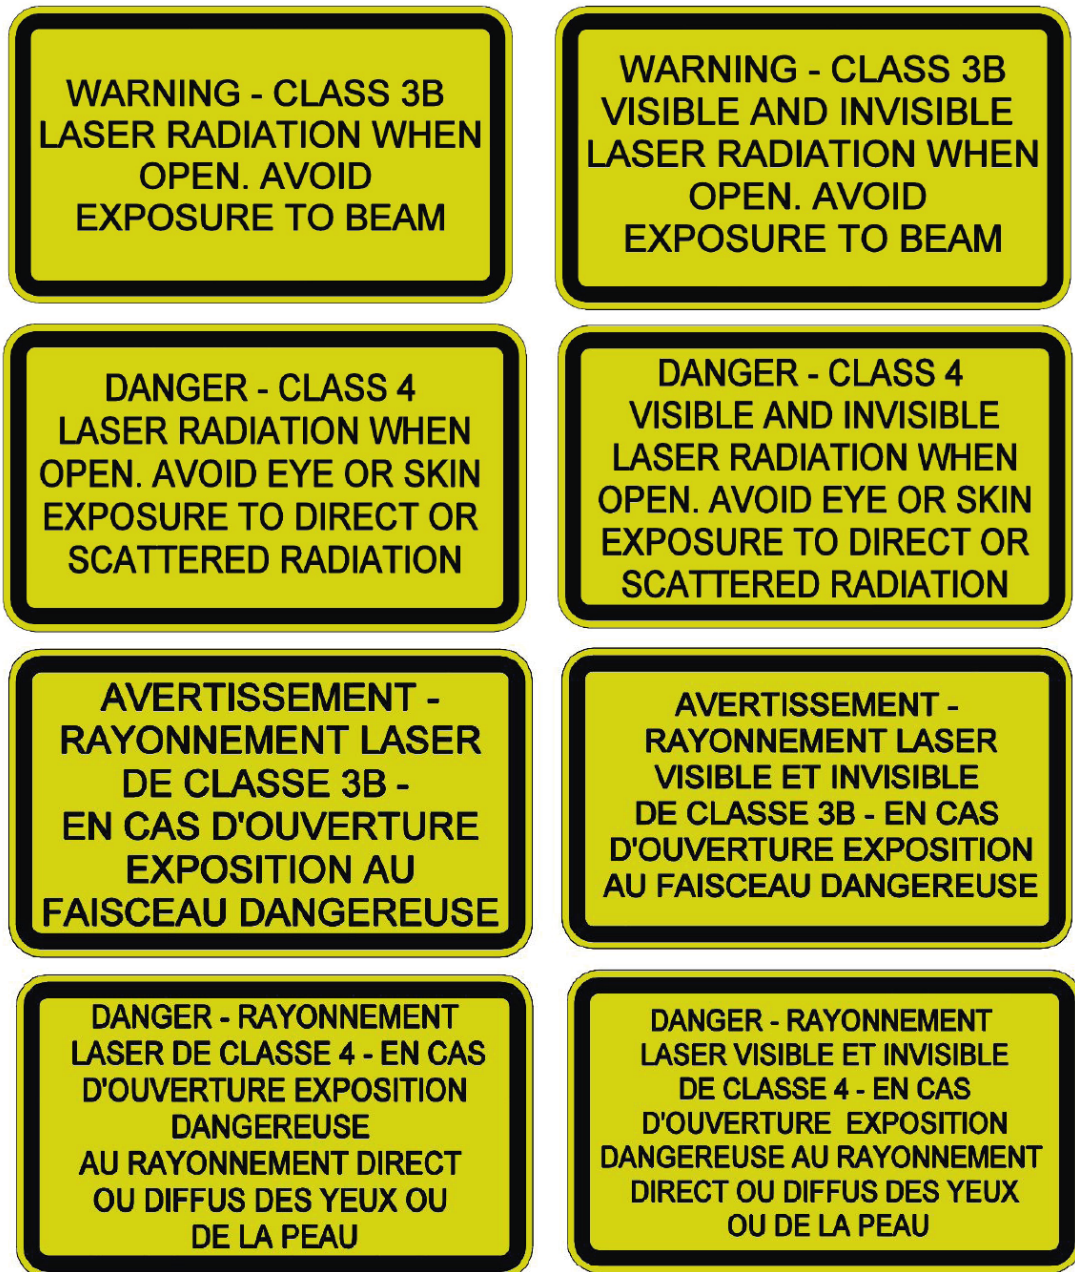 WARNING - CLASS 3B
LASER RADIATION WHEN
OPEN. AVOID
EXPOSURE TO BEAM
WARNING - CLASS 3B
VISIBLE AND INVISIBLE
LASER RADIATION WHEN
OPEN. AVOID
EXPOSURE TO BEAM
DANGER - CLASS 4
LASER RADIATION WHEN
OPEN. AVOID EYE OR SKIN
EXPOSURE TO DIRECT OR
SCATTERED RADIATION
DANGER - CLASS 4
VISIBLE AND INVISIBLE
LASER RADIATION WHEN
OPEN. AVOID EYE OR SKIN
EXPOSURE TO DIRECT OR
SCATTERED RADIATION
AVERTISSEMENT -
RAYONNEMENT LASER
DE CLASSE 3B -
EN CAS D'OUVERTURE
EXPOSITION AU
FAISCEAU DANGEREUSE
AVERTISSEMENT -
RAYONNEMENT LASER
VISIBLE ET INVISIBLE
DE CLASSE 3B - EN CAS
D'OUVERTURE EXPOSITION
AU FAISCEAU DANGEREUSE
DANGER - RAYONNEMENT
LASER DE CLASSE 4 - EN CAS
D'OUVERTURE EXPOSITION
DANGEREUSE
AU RAYONNEMENT DIRECT
OU DIFFUS DES YEUX OU
DE LA PEAU
DANGER - RAYONNEMENT
LASER VISIBLE ET INVISIBLE
DE CLASSE 4 - EN CAS
D'OUVERTURE EXPOSITION
DANGEREUSE AU RAYONNEMENT
DIRECT OU DIFFUS DES YEUX
OU DE LA PEAU